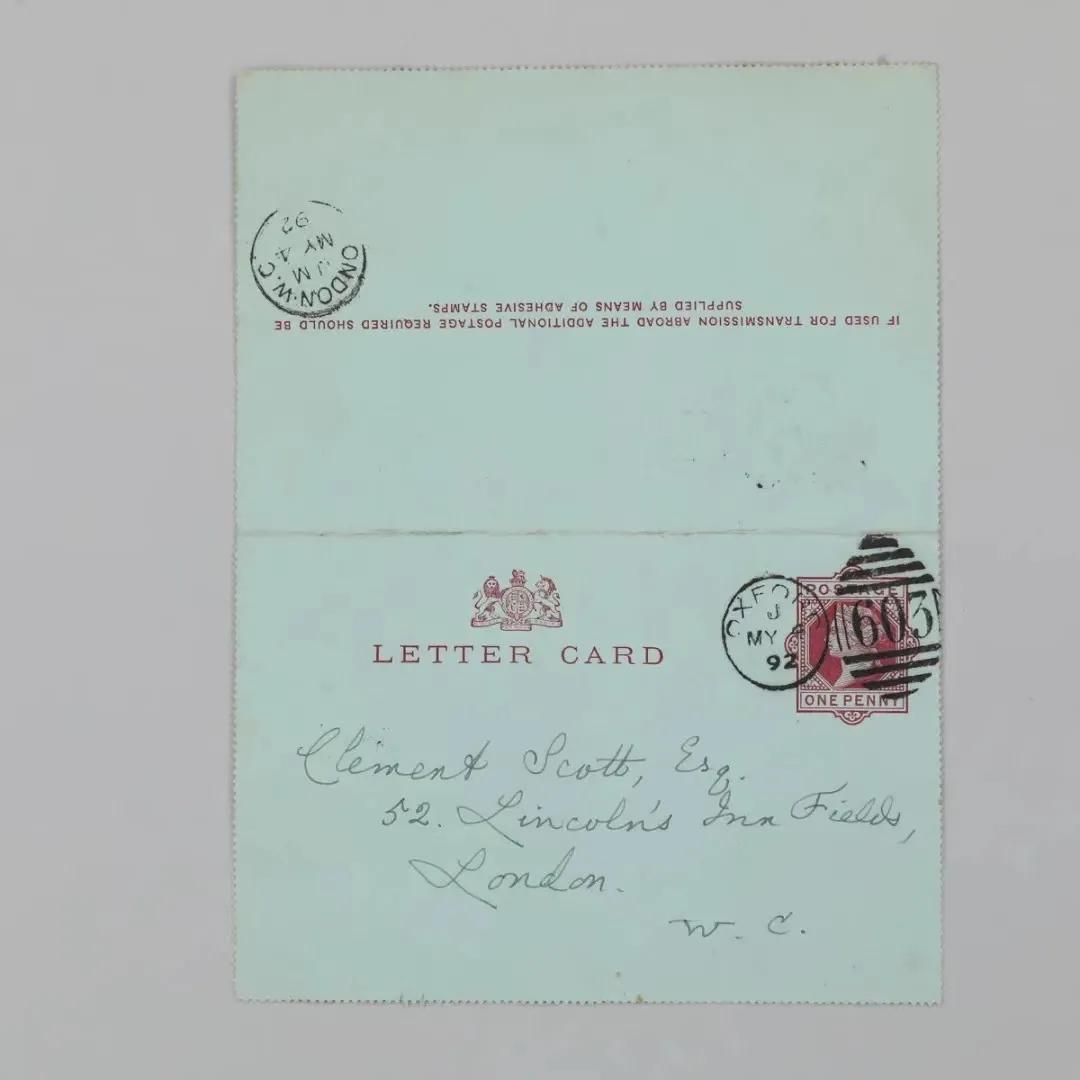 LONDON.W.C.
M
MY 4
92
IF USED FOR TRANSMISSION ABROAD THE ADDITIONAL POSTAGE REQUIRED SHOULD BE
SUPPLIED BY MEANS OF ADHESIVE STAMPS.
LETTER CARD
OXFORD
J
MY
92
603
POSTAGE
ONE PENNY
Clement Scott, Esq.
52. Lincoln's Inn Fields,
London.
W. C.